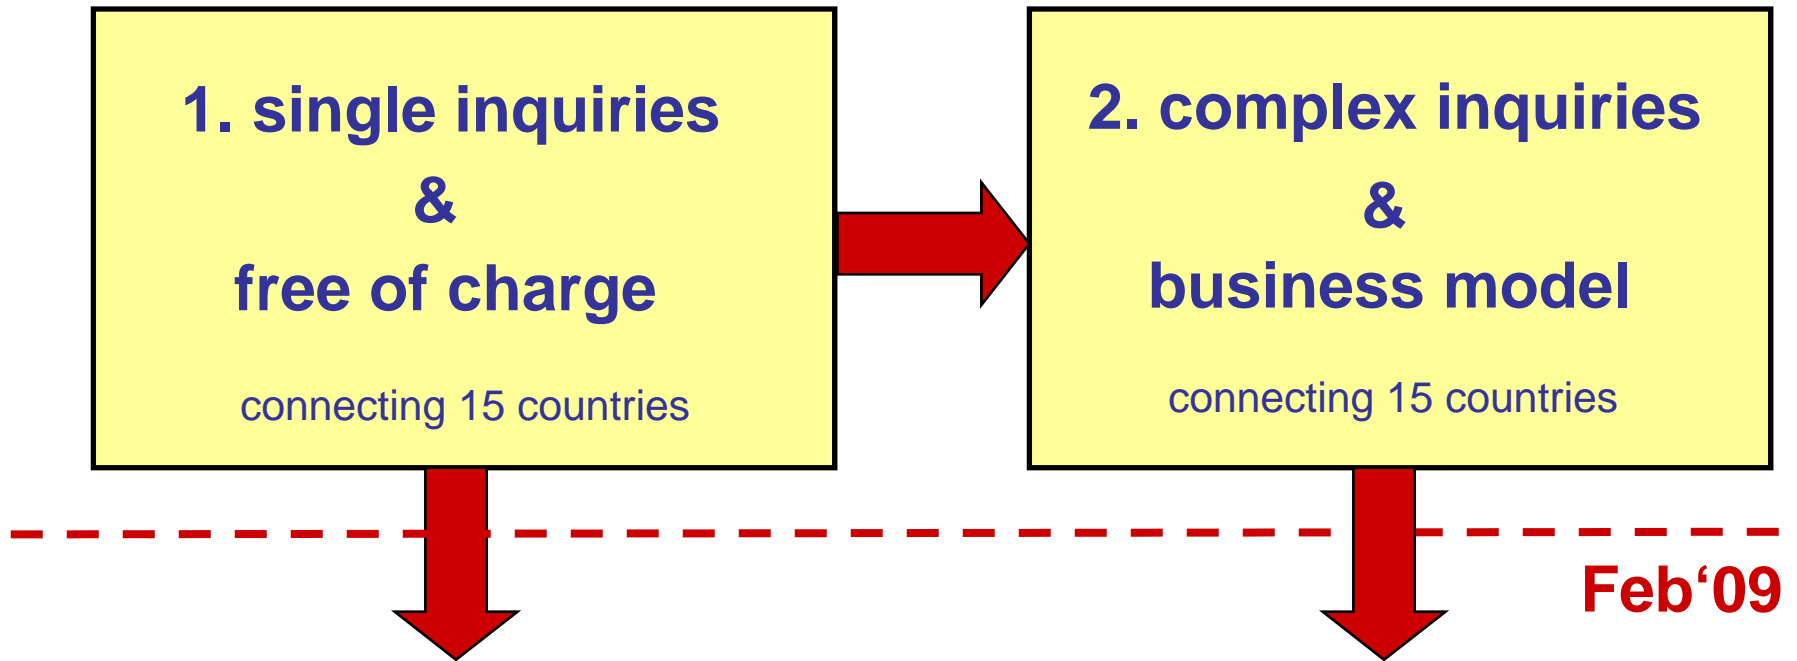 1. single inquiries
&
free of charge
connecting 15 countries
2. complex inquiries
&
business model
connecting 15 countries
Feb‘09